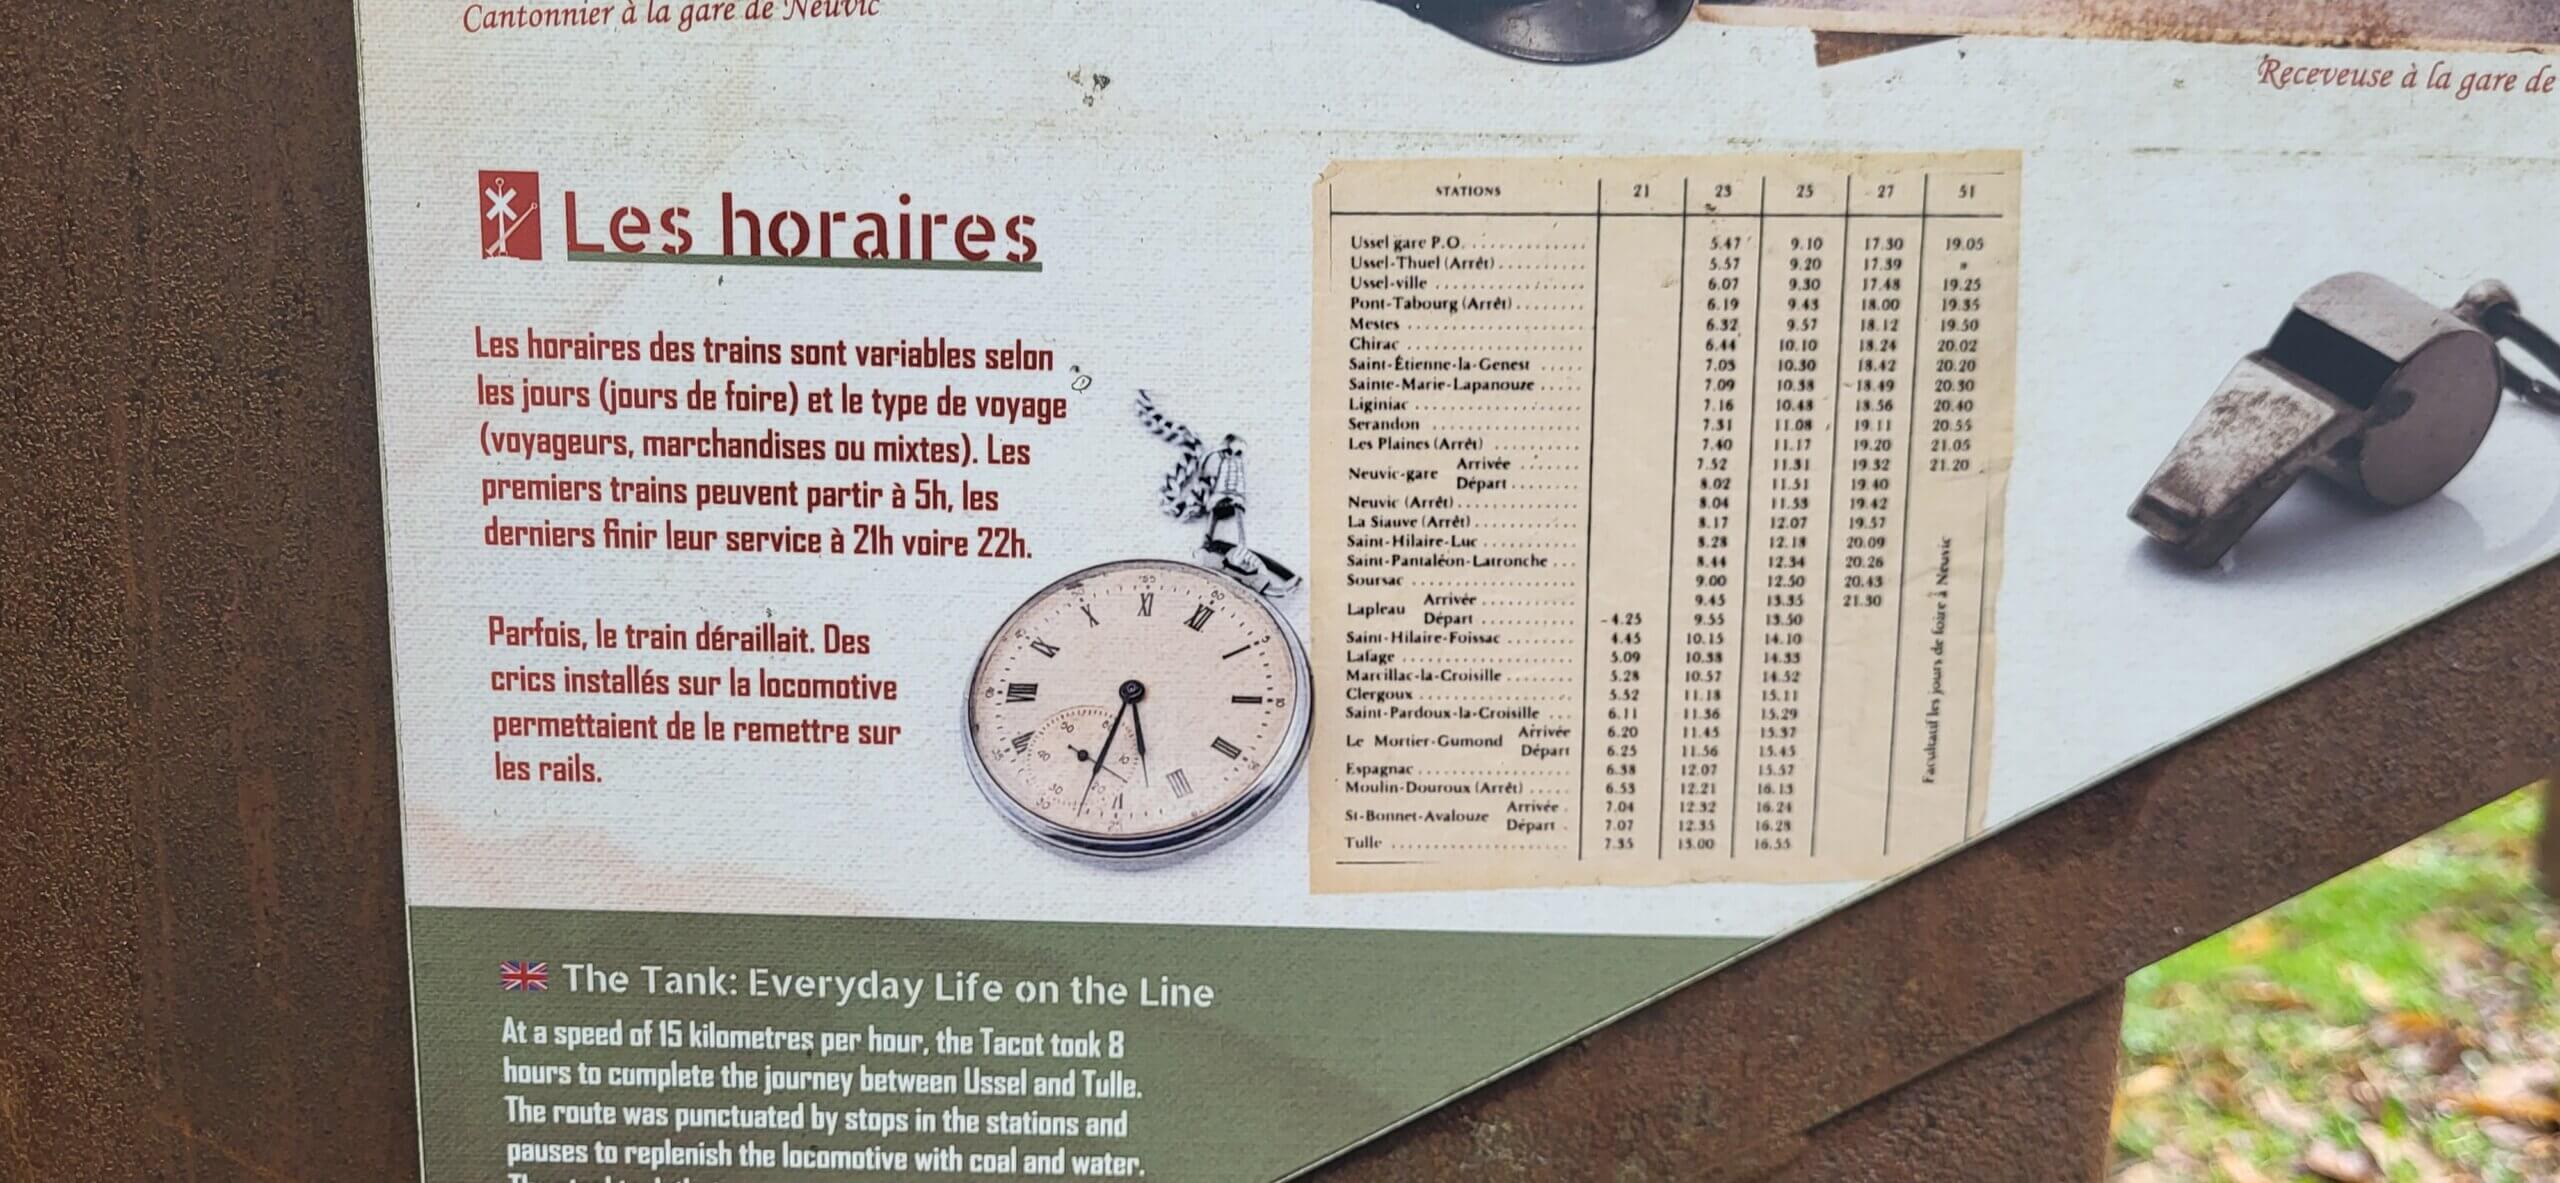 Cantonnier à la gare de Neuvic
Receveuse à la gare de
Les horaires
Les horaires des trains sont variables selon
les jours (jours de foire) et le type de voyage
(voyageurs, marchandises ou mixtes). Les
premiers trains peuvent partir à 5h, les
derniers finir leur service à 21h voire 22h.
Parfois, le train déraillait. Des
crics installés sur la locomotive
permettaient de le remettre sur
les rails.
STATIONS 21 23 25 27 51
Ussel gare P.O. 5.47 9.10 17.30 19.05
Ussel-Thuel (Arrêt) 5.57 9.20 17.39 »
Ussel-ville 6.07 9.30 17.48 19.25
Pont-Tabourg (Arrêt) 6.19 9.43 18.00 19.35
Mestes 6.32 9.57 18.12 19.50
Chirac 6.44 10.10 18.24 20.02
Saint-Étienne-la-Genest 7.03 10.30 18.42 20.20
Sainte-Marie-Lapanouze 7.09 10.38 18.49 20.30
Liginiac 7.16 10.48 18.56 20.40
Serandon 7.31 11.08 19.11 20.55
Les Plaines (Arrêt) 7.40 11.17 19.20 21.05
Neuvic-gare Arrivée 7.52 11.31 19.32 21.20
Départ 8.02 11.51 19.40
Neuvic (Arrêt) 8.04 11.53 19.42
La Siauve (Arrêt) 8.17 12.07 19.57
Saint-Hilaire-Luc 8.28 12.18 20.09
Saint-Pantaléon-Latronche 8.44 12.34 20.26
Soursac 9.00 12.50 20.43
Lapleau Arrivée 9.45 13.35 21.30
Départ 4.25 9.55 13.50
Saint-Hilaire-Foissac 4.45 10.15 14.10
Lafage 5.09 10.38 14.33
Marcillac-la-Croisille 5.28 10.57 14.52
Clergoux 5.52 11.18 15.11
Saint-Pardoux-la-Croisille 6.11 11.36 15.29
Le Mortier-Gumond Arrivée 6.20 11.45 15.37
Départ 6.25 11.56 15.45
Espagnac 6.38 12.07 15.57
Moulin-Douroux (Arrêt) 6.53 12.21 16.13
St-Bonnet-Avalouze Arrivée 7.04 12.32 16.24
Départ 7.07 12.35 16.28
Tulle 7.35 13.00 16.55
Facultatif les jours de foire à Neuvic
The Tank: Everyday Life on the Line
At a speed of 15 kilometres per hour, the Tacot took 8
hours to complete the journey between Ussel and Tulle.
The route was punctuated by stops in the stations and
pauses to replenish the locomotive with coal and water.